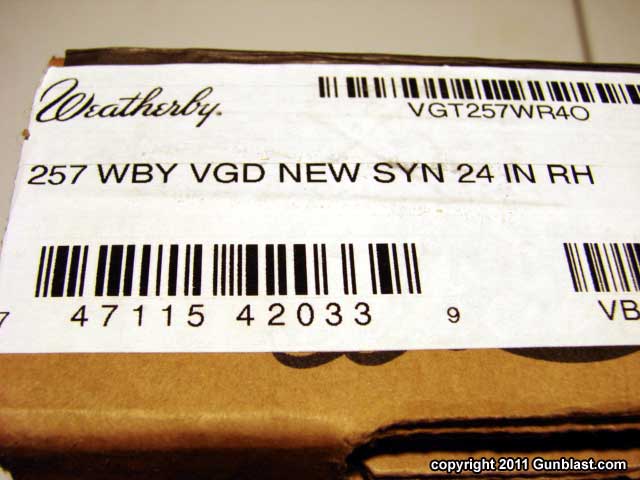 Weatherby
VGT257WR4O
257 WBY VGD NEW SYN 24 IN RH
7 47115 42033 9
VB
copyright 2011 Gunblast.com